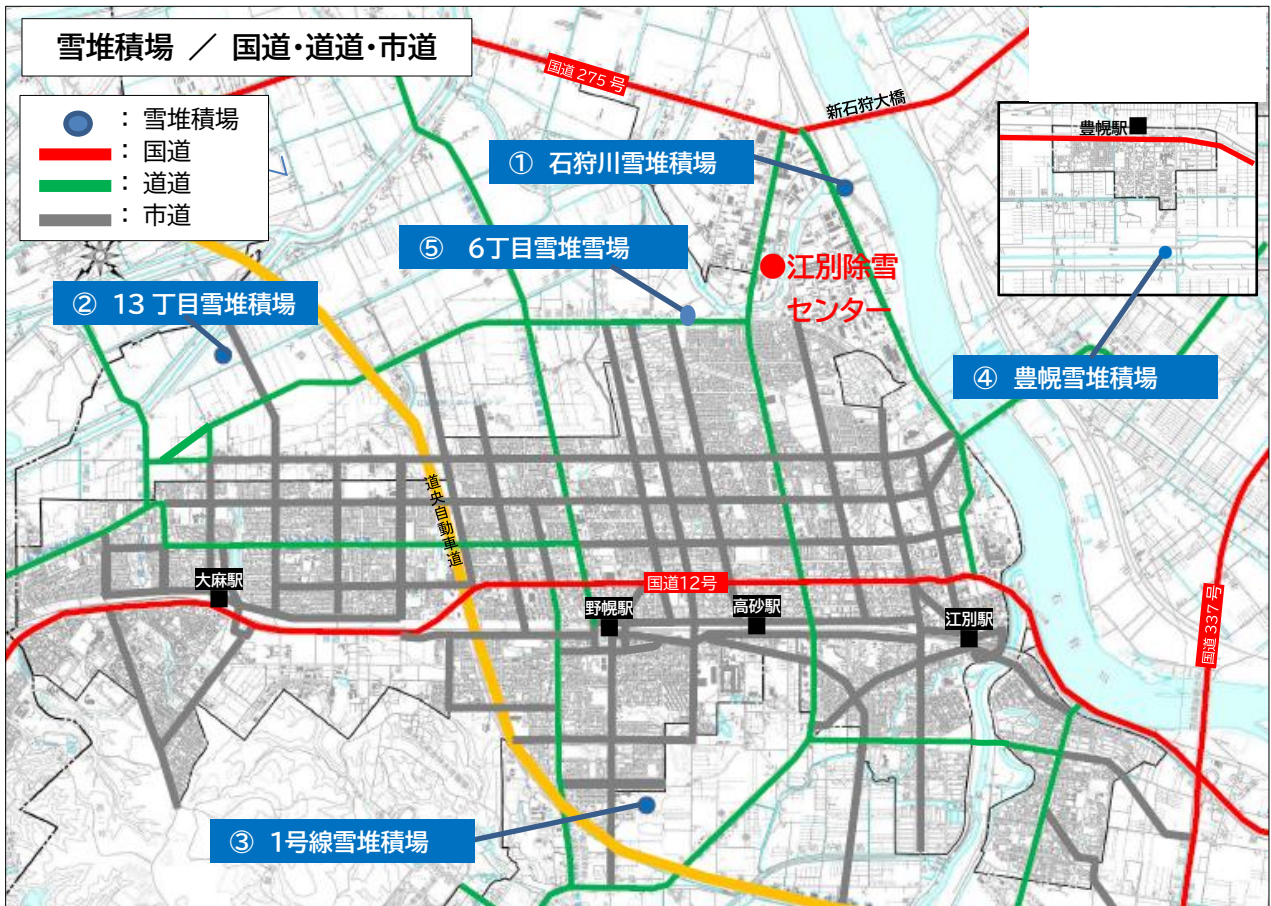 雪堆積場 ／ 国道・道道・市道
：雪堆積場
：国道
：道道
：市道
国道 275 号
新石狩大橋
豊幌駅
① 石狩川雪堆積場
⑤ 6丁目雪堆雪場
江別除雪
センター
② 13 丁目雪堆積場
④ 豊幌雪堆積場
道央自動車道
大麻駅
国道12号
野幌駅
高砂駅
江別駅
国道 337 号
③ 1号線雪堆積場